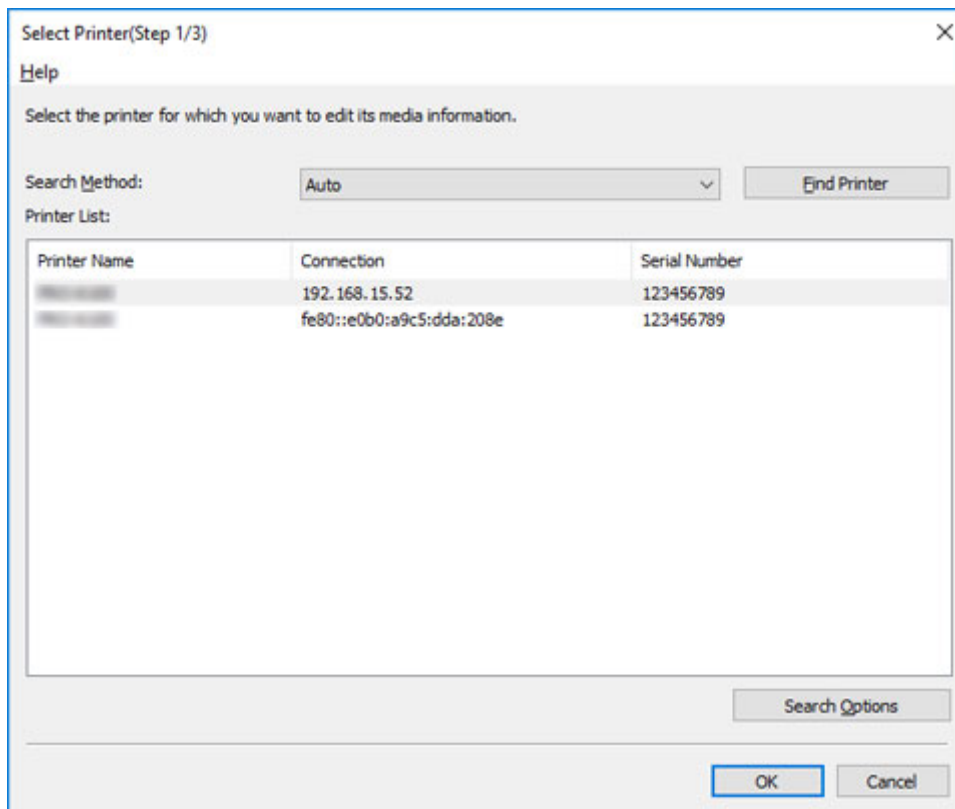 Select Printer(Step 1/3)
Help
Select the printer for which you want to edit its media information.
Search Method: Auto Find Printer
Printer List:
Printer Name Connection Serial Number
192.168.15.52 123456789
fe80::e0b0:a9c5:dda:208e 123456789
Search Options
OK Cancel